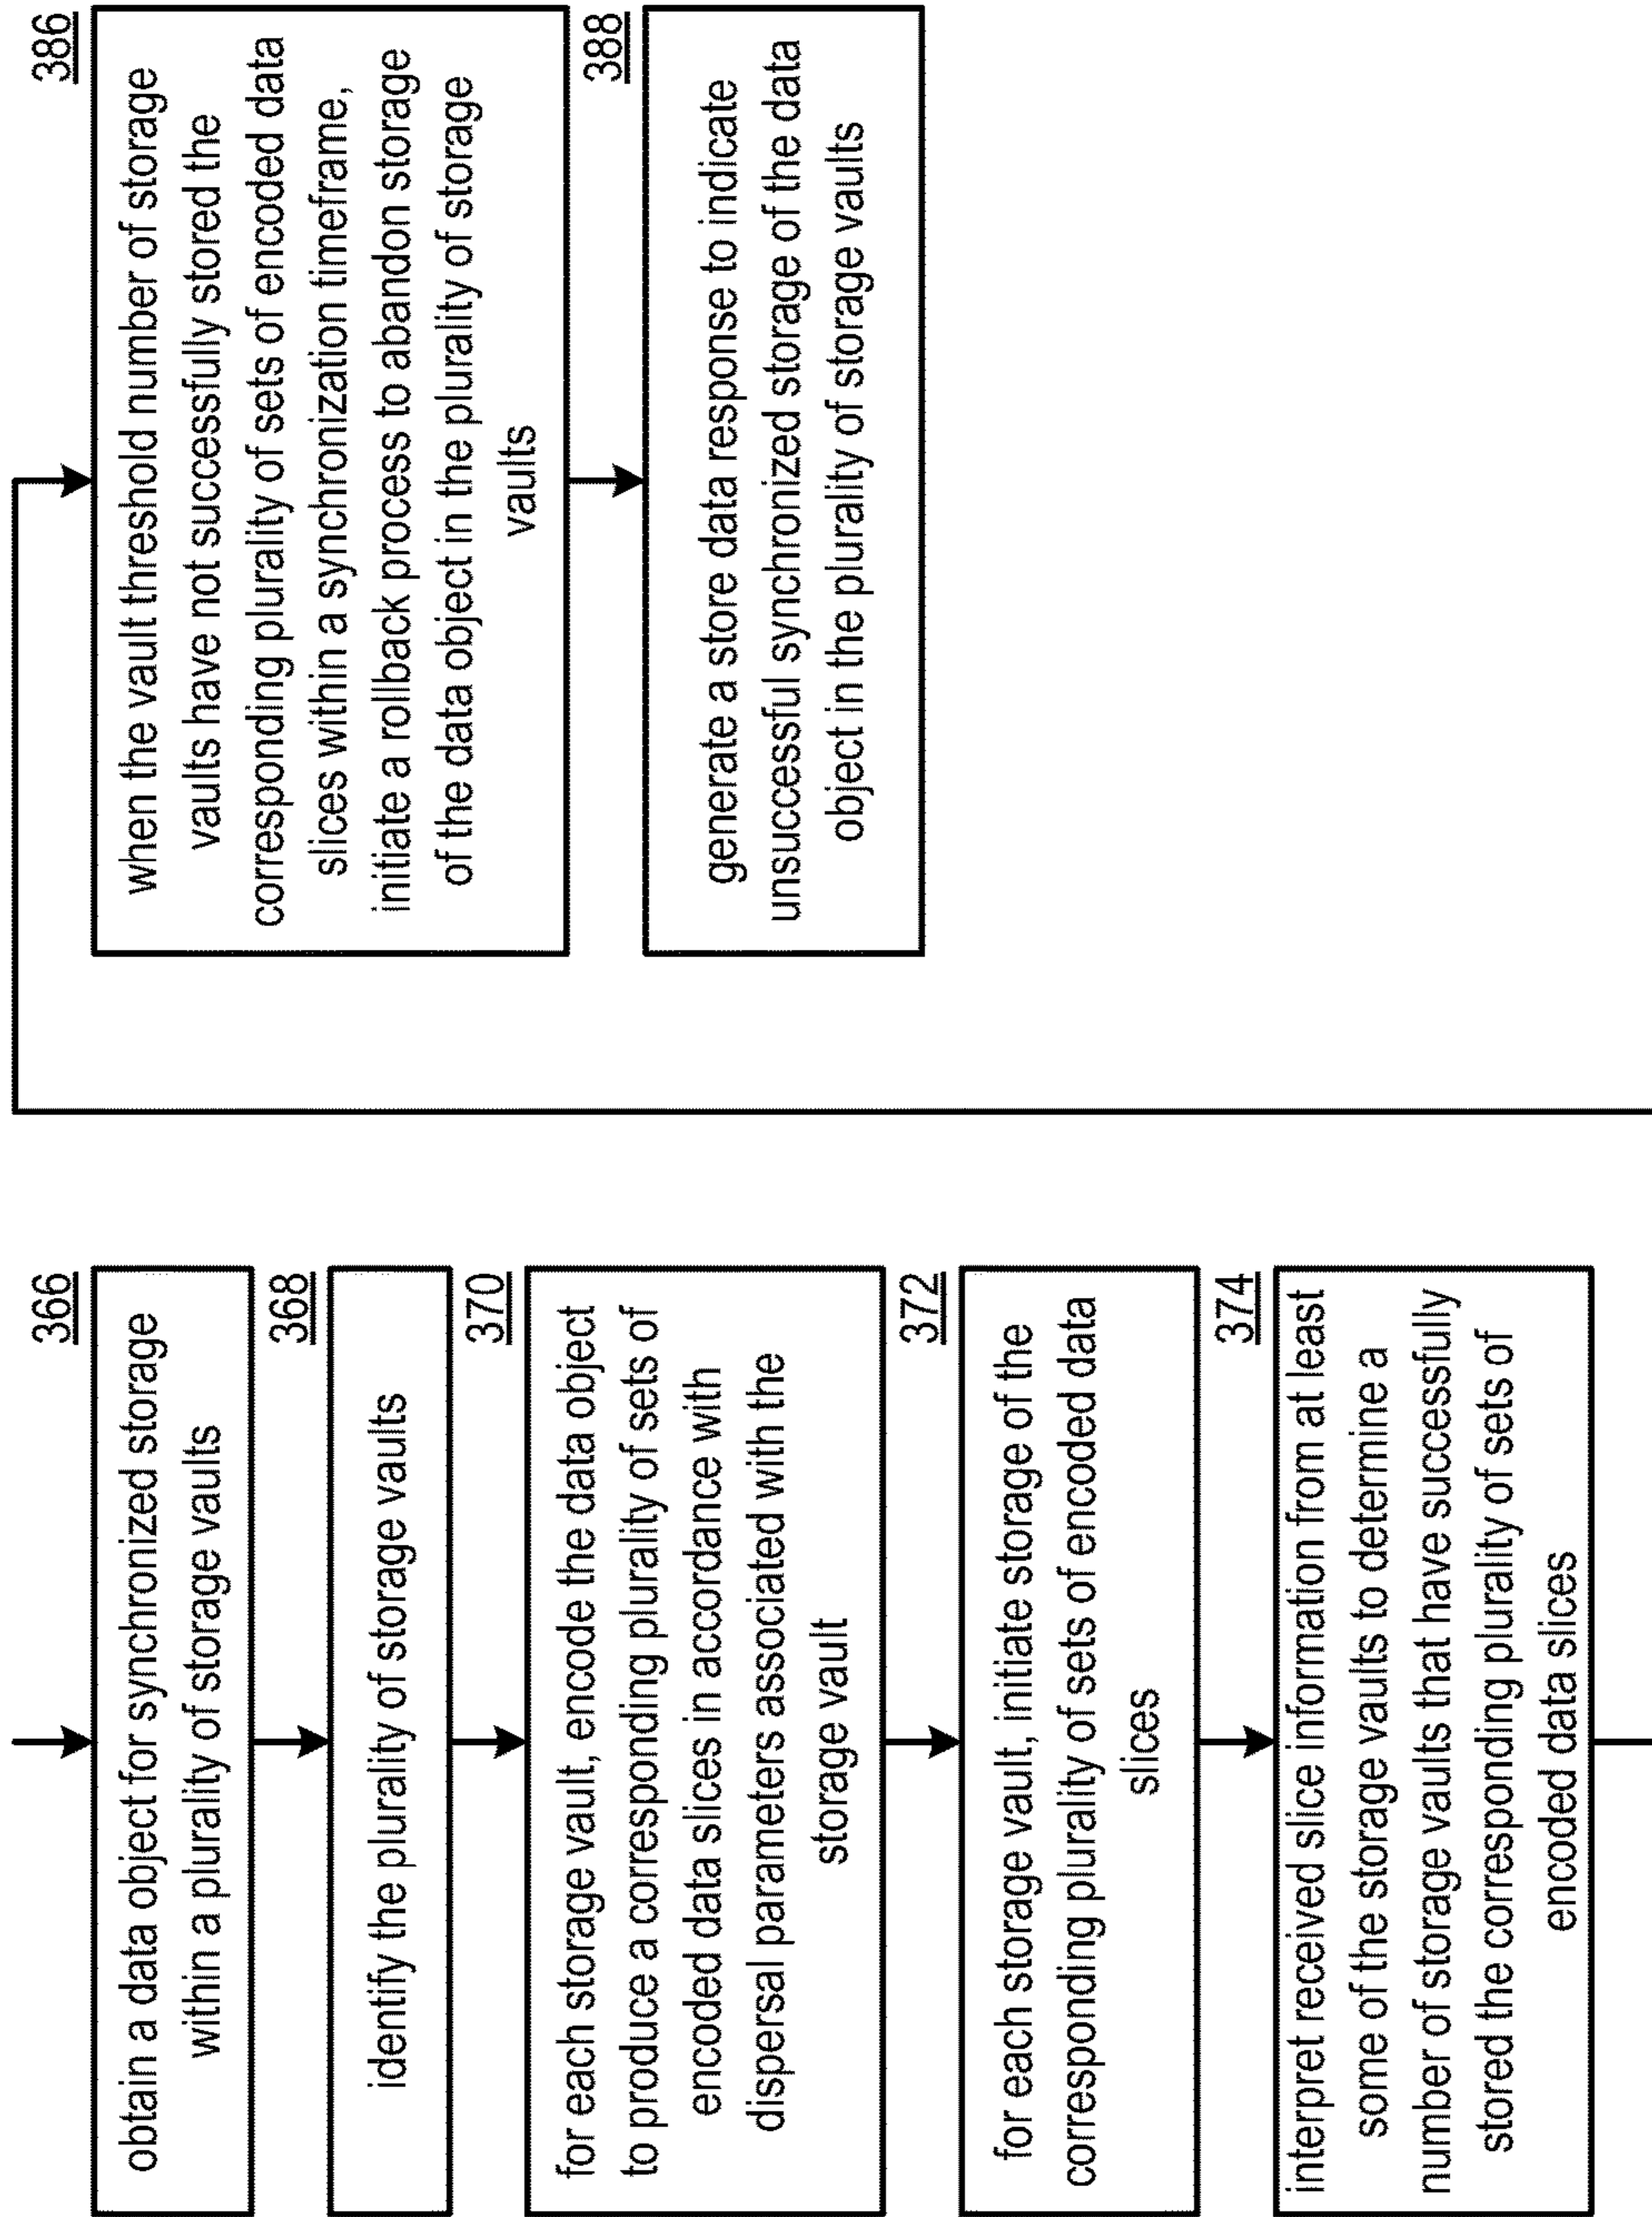 366
obtain a data object for synchronized storage
within a plurality of storage vaults
368
identify the plurality of storage vaults
370
for each storage vault, encode the data object
to produce a corresponding plurality of sets of
encoded data slices in accordance with
dispersal parameters associated with the
storage vault
372
for each storage vault, initiate storage of the
corresponding plurality of sets of encoded data
slices
374
interpret received slice information from at least
some of the storage vaults to determine a
number of storage vaults that have successfully
stored the corresponding plurality of sets of
encoded data slices
386
when the vault threshold number of storage
vaults have not successfully stored the
corresponding plurality of sets of encoded data
slices within a synchronization timeframe,
initiate a rollback process to abandon storage
of the data object in the plurality of storage
vaults
388
generate a store data response to indicate
unsuccessful synchronized storage of the data
object in the plurality of storage vaults